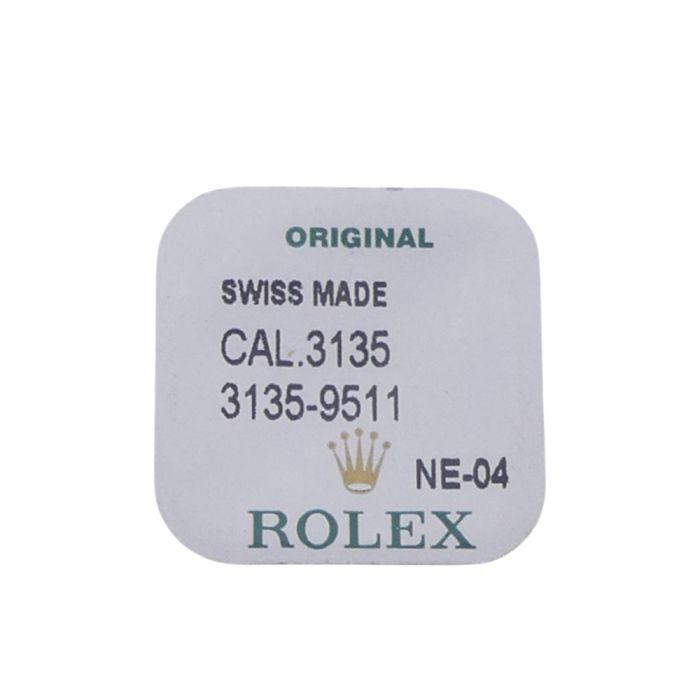 ORIGINAL
SWISS MADE
CAL.3135
3135-9511
NE-04
ROLEX